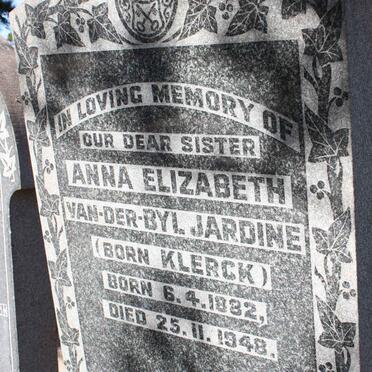 IN LOVING MEMORY OF
OUR DEAR SISTER
ANNA ELIZABETH
VAN-DER-BYL JARDINE
(BORN KLERCK)
BORN 6.4.1882,
DIED 25.11.1948.